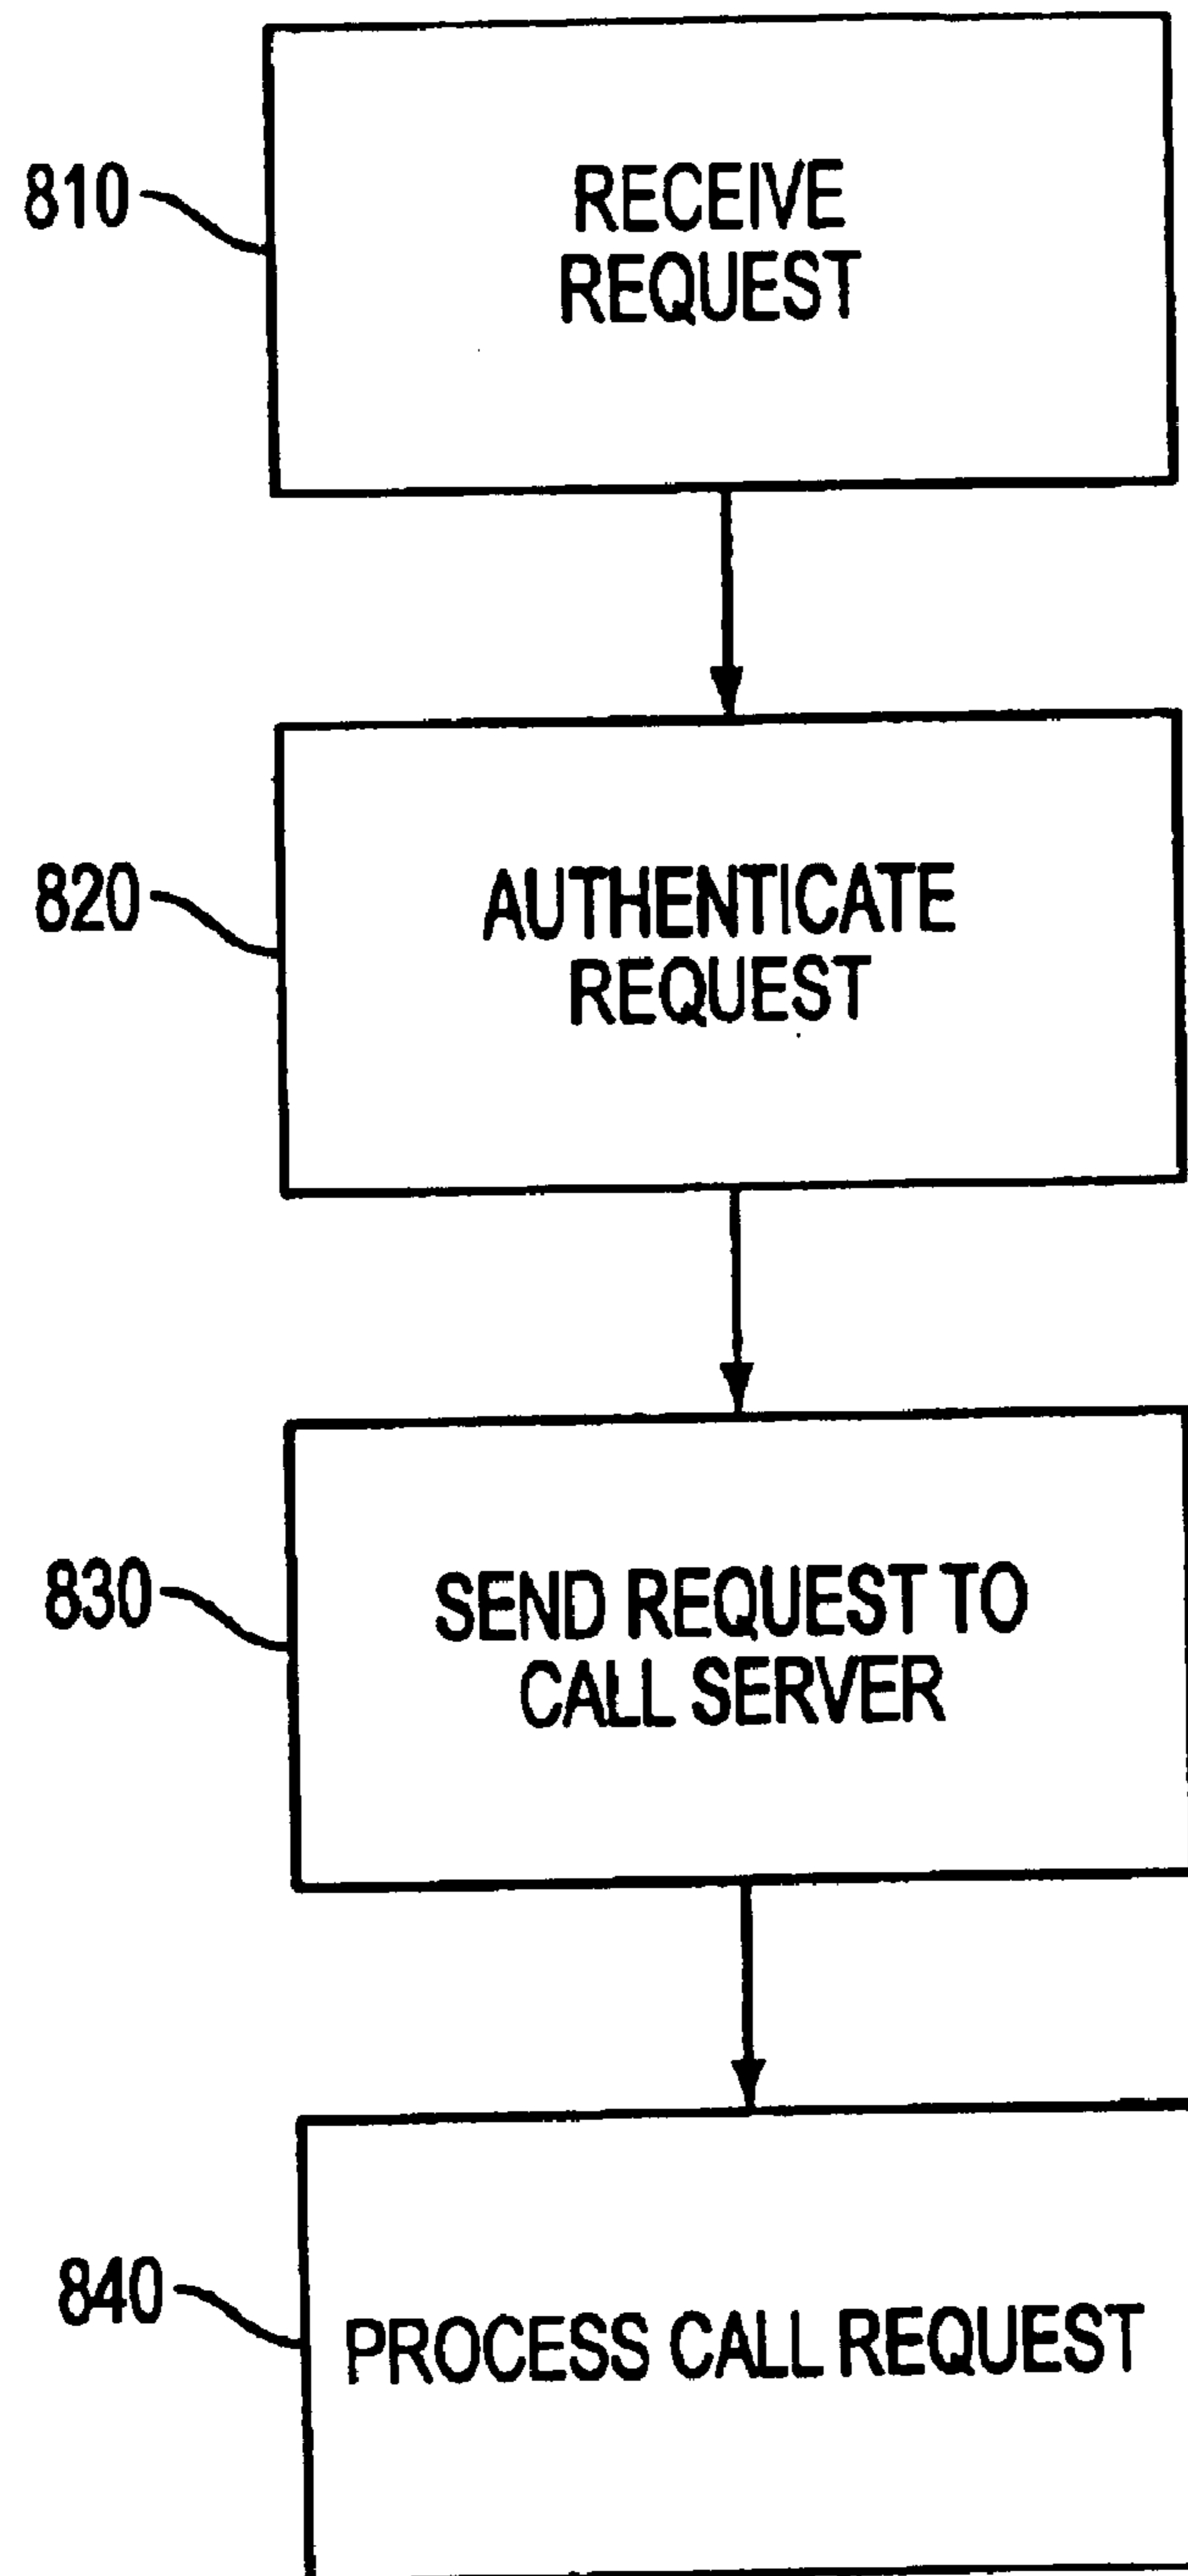 810
RECEIVE
REQUEST
820
AUTHENTICATE
REQUEST
830
SEND REQUEST TO
CALL SERVER
840
PROCESS CALL REQUEST